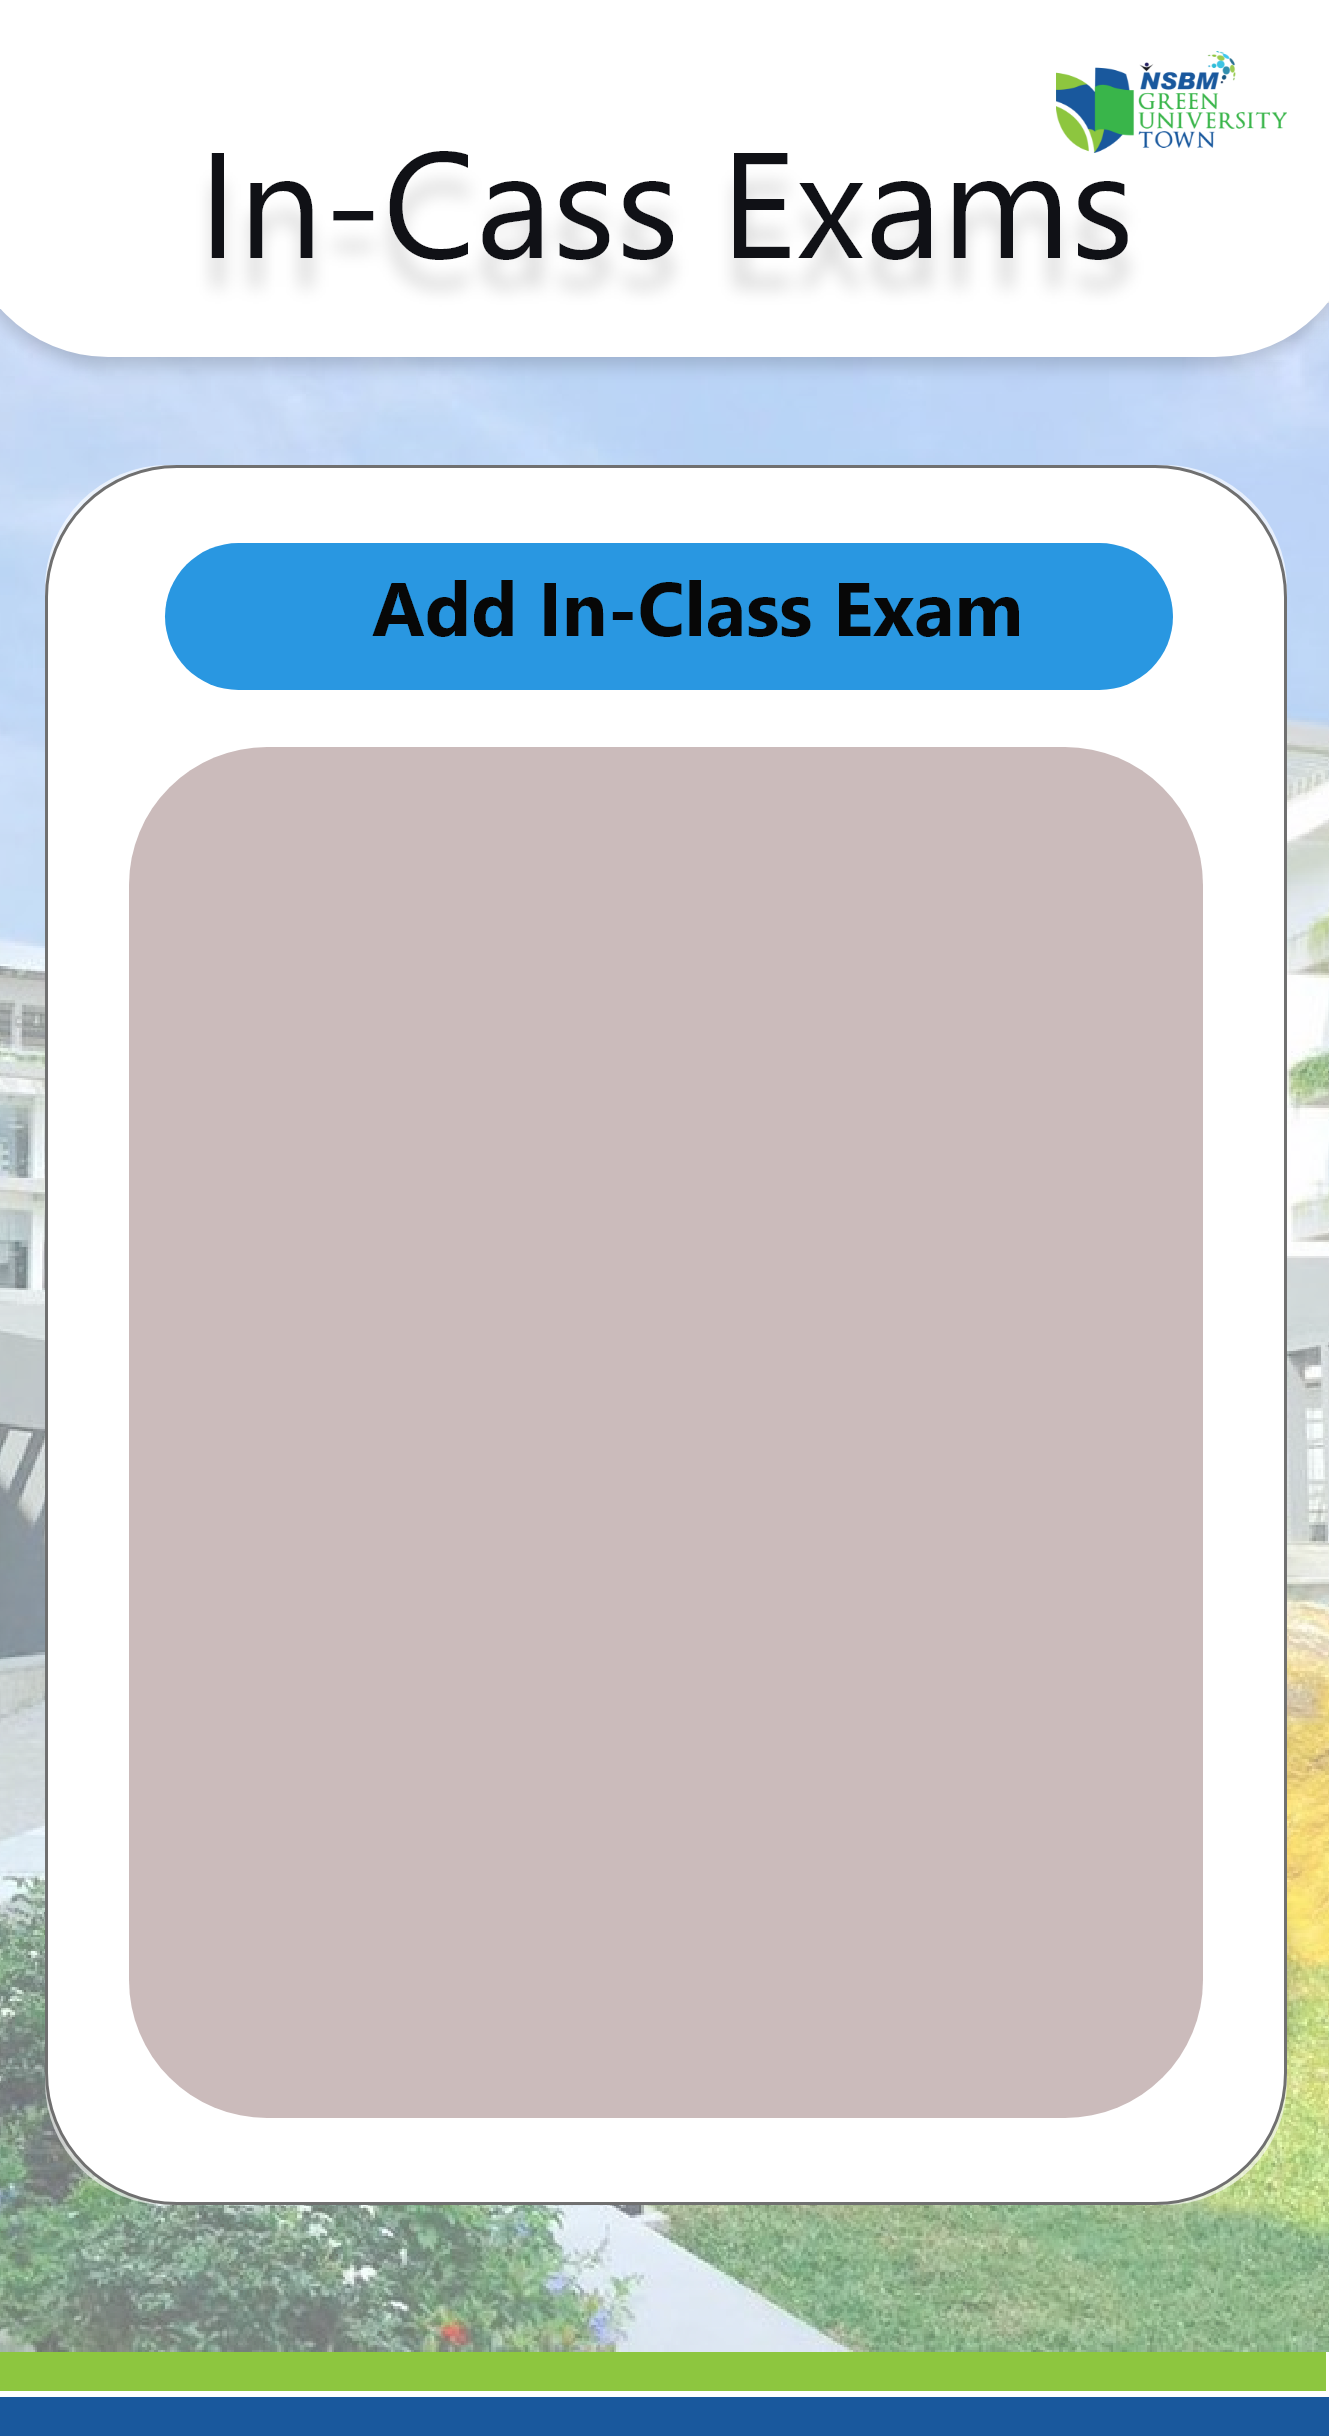 NSBM
GREEN
UNIVERSITY
TOWN
In-Cass Exams
Add In-Class Exam